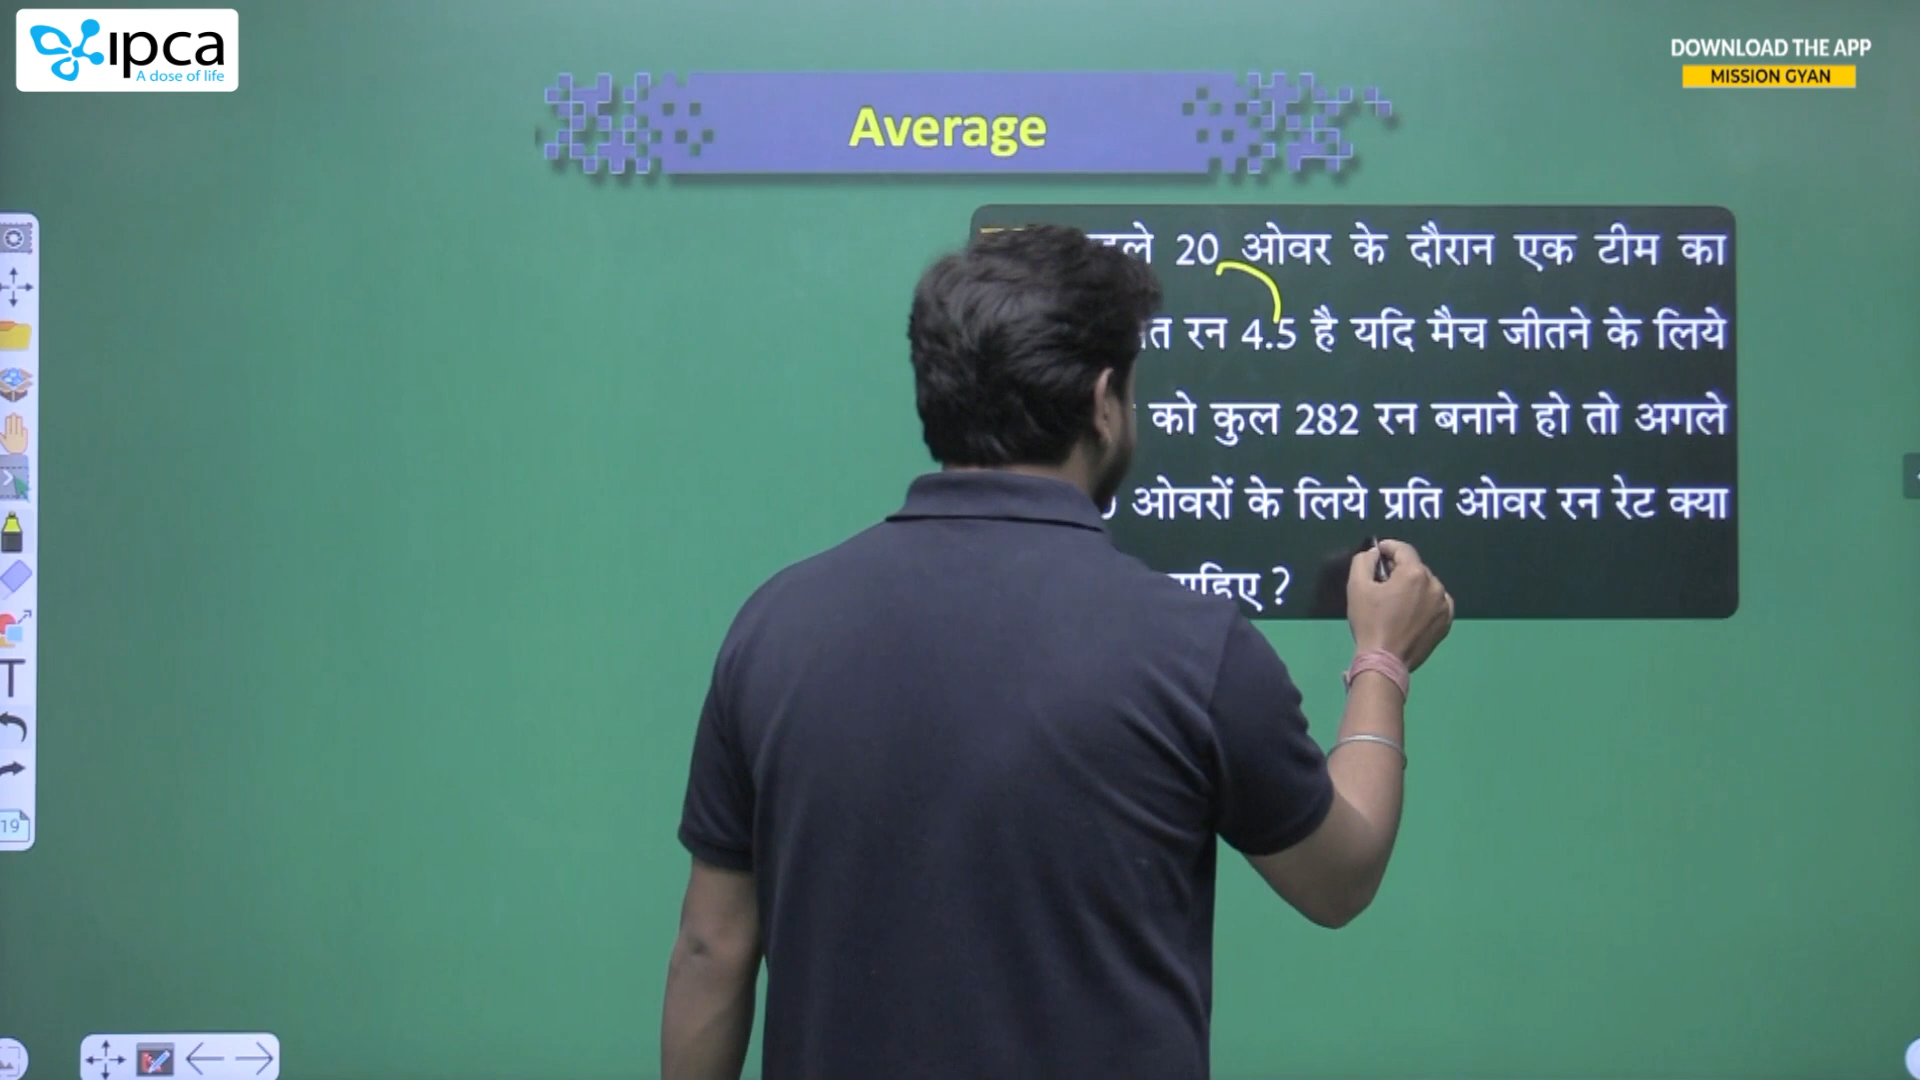 ipca
A dose of life
DOWNLOAD THE APP
MISSION GYAN
Average
20 ओवर के दौरान एक टीम का
रन 4.5 है यदि मैच जीतने के लिये
को कुल 282 रन बनाने हो तो अगले
ओवरों के लिये प्रति ओवर रन रेट क्या
?
T
19